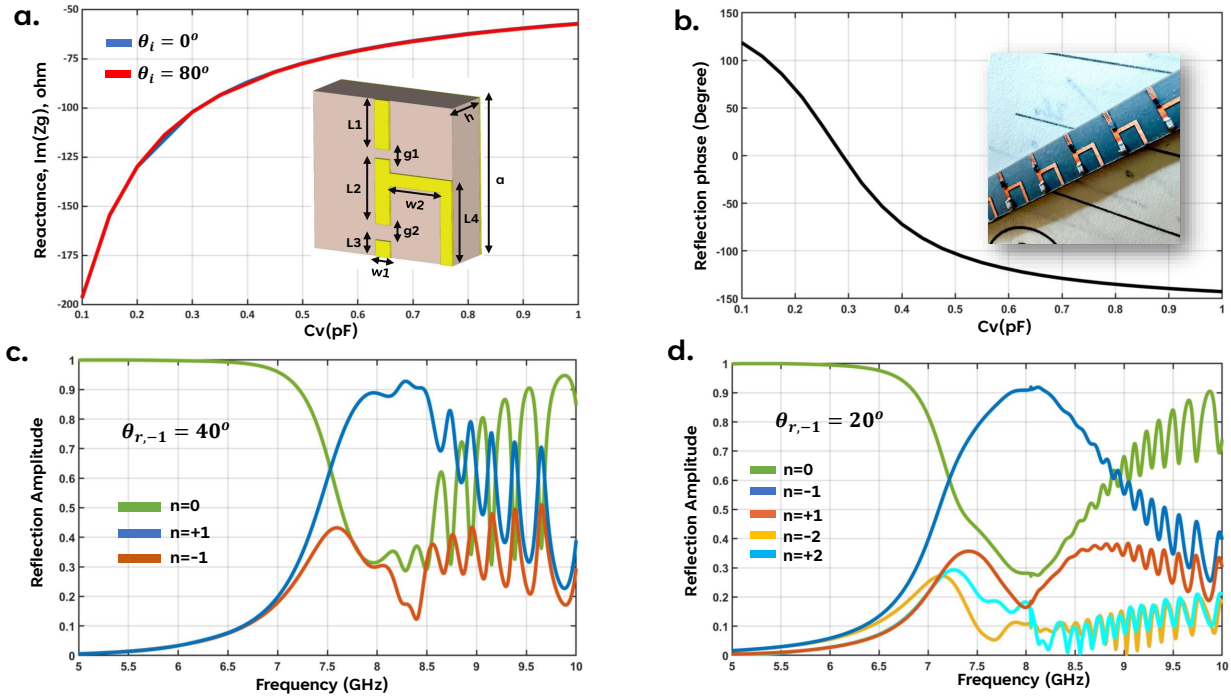 a.
-50
-75
-100
-125
-150
-175
-200
Reactance, Im(Zg), ohm
θi = 0o
θi = 80o
L1
g1
L2
w2
L4
g2
L3
w1
h
a
0.1 0.2 0.3 0.4 0.5 0.6 0.7 0.8 0.9 1
Cv(pF)
b.
150
100
50
0
-50
-100
-150
Reflection phase (Degree)
0.1 0.2 0.3 0.4 0.5 0.6 0.7 0.8 0.9 1
Cv(pF)
c.
1
0.9
0.8
0.7
0.6
0.5
0.4
0.3
0.2
0.1
0
Reflection Amplitude
θr,−1 = 40o
n=0
n=+1
n=-1
5 5.5 6 6.5 7 7.5 8 8.5 9 9.5 10
Frequency (GHz)
d.
1
0.9
0.8
0.7
0.6
0.5
0.4
0.3
0.2
0.1
0
Reflection Amplitude
θr,−1 = 20o
n=0
n=-1
n=+1
n=-2
n=+2
5 5.5 6 6.5 7 7.5 8 8.5 9 9.5 10
Frequency (GHz)